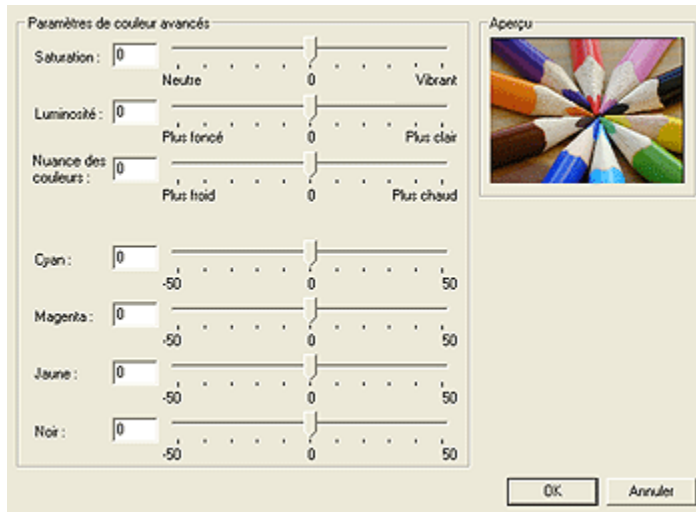 Paramètres de couleur avancés
Saturation : 0
Neutre 0 Vibrant
Luminosité : 0
Plus foncé 0 Plus clair
Nuance des couleurs : 0
Plus froid 0 Plus chaud
Cyan : 0
-50 0 50
Magenta : 0
-50 0 50
Jaune : 0
-50 0 50
Noir : 0
-50 0 50
Aperçu
OK Annuler